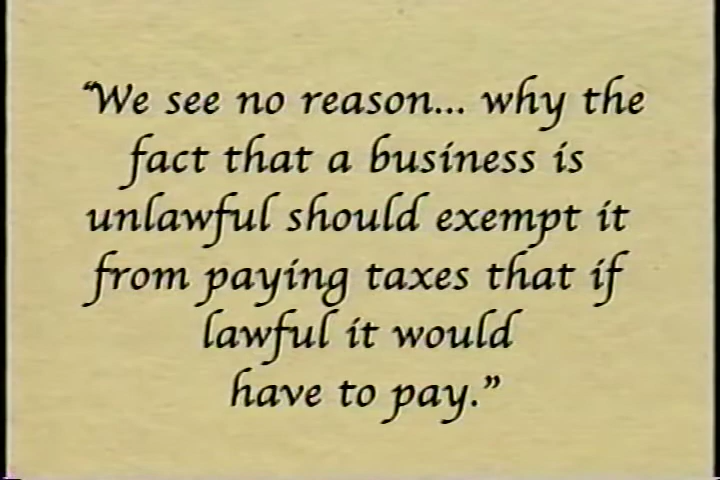 “We see no reason... why the
fact that a business is
unlawful should exempt it
from paying taxes that if
lawful it would
have to pay.”